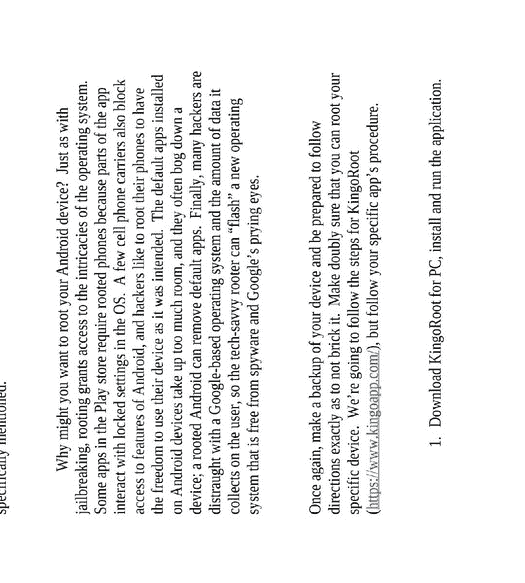 specifically mentioned.
Why might you want to root your Android device?  Just as with
jailbreaking, rooting grants access to the intricacies of the operating system.
Some apps in the Play store require rooted phones because parts of the app
interact with locked settings in the OS.  A few cell phone carriers also block
access to features of Android, and hackers like to root their phones to have
the freedom to use their device as it was intended.  The default apps installed
on Android devices take up too much room, and they often bog down a
device; a rooted Android can remove default apps.  Finally, many hackers are
distraught with a Google-based operating system and the amount of data it
collects on the user, so the tech-savvy rooter can “flash” a new operating
system that is free from spyware and Google’s prying eyes.
Once again, make a backup of your device and be prepared to follow
directions exactly as to not brick it.  Make doubly sure that you can root your
specific device.  We’re going to follow the steps for KingoRoot
(https://www.kingoapp.com/), but follow your specific app’s procedure.
1.  Download KingoRoot for PC, install and run the application.